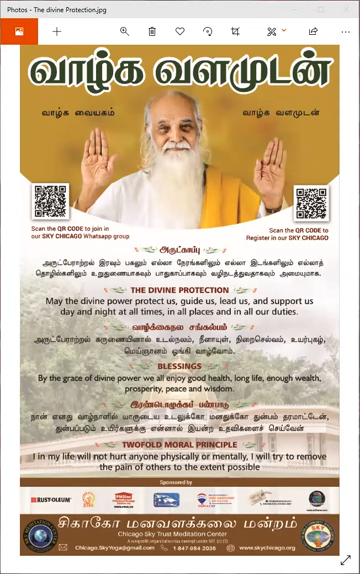 Photos - The divine Protection.jpg
வாழ்க வளமுடன்
வாழ்க வையகம்
வாழ்க வளமுடன்
Scan the QR CODE to join in
our SKY CHICAGO Whatsapp group
Scan the QR CODE to
Register in our SKY CHICAGO
அருட்காப்பு
அருட்பேராற்றல் இரவும் பகலும் எல்லா நேரங்களிலும் எல்லா இடங்களிலும் எல்லாத்
தொழில்களிலும் உறுதுணையாகவும் பாதுகாப்பாகவும் வழிநடத்துவதாகவும் அமையுமாக.
THE DIVINE PROTECTION
May the divine power protect us, guide us, lead us, and support us
day and night at all times, in all places and in all our duties.
வாழ்க்கைநல சங்கல்பம்
அருட்பேராற்றல் கருணையினால் உடல்நலம், நீளாயுள், நிறைசெல்வம், உயர்புகழ்,
மெய்ஞானம் ஓங்கி வாழ்வோம்.
BLESSINGS
By the grace of divine power we all enjoy good health, long life, enough wealth,
prosperity, peace and wisdom.
இரண்டொழுக்கப் பண்பாடு
நான் எனது வாழ்நாளில் யாருடைய உடலுக்கோ மனதுக்கோ துன்பம் தரமாட்டேன்,
துன்பப்படும் உயிர்களுக்கு என்னால் இயன்ற உதவிகளைச் செய்வேன்
TWOFOLD MORAL PRINCIPLE
I in my life will not hurt anyone physically or mentally, I will try to remove
the pain of others to the extent possible
Sponsored by
RUST-OLEUM
சிகாகோ மனவளக்கலை மன்றம்
Chicago Sky Trust Meditation Center
Chicago.SkyYoga@gmail.com
1-847-984 2036
www.skychicago.org